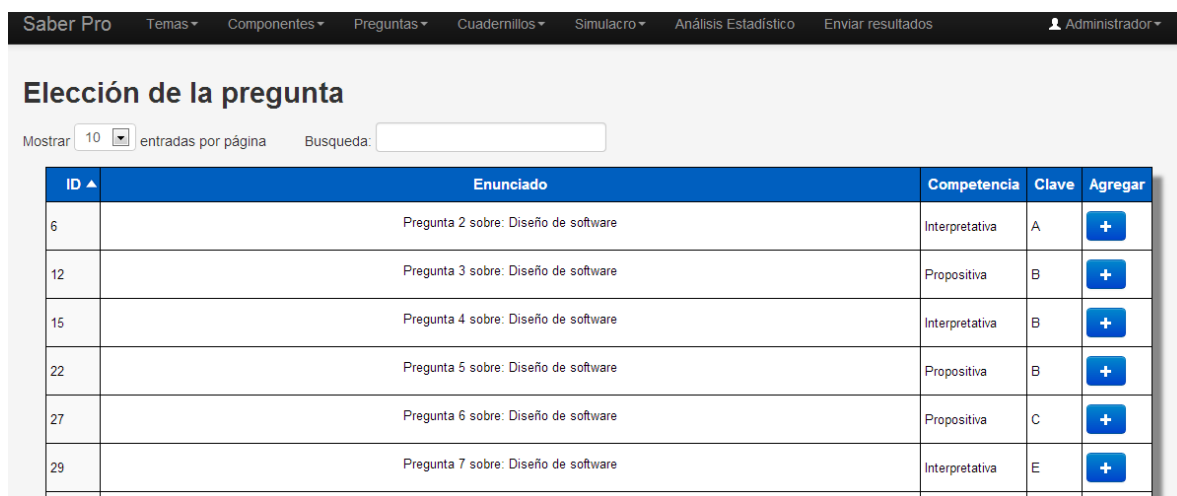 Saber Pro Temas Componentes Preguntas Cuadernillos Simulacro Análisis Estadístico Enviar resultados Administrador
Elección de la pregunta
Mostrar 10 entradas por página Busqueda:
ID Enunciado Competencia Clave Agregar
6 Pregunta 2 sobre: Diseño de software Interpretativa A +
12 Pregunta 3 sobre: Diseño de software Propositiva B +
15 Pregunta 4 sobre: Diseño de software Interpretativa B +
22 Pregunta 5 sobre: Diseño de software Propositiva B +
27 Pregunta 6 sobre: Diseño de software Propositiva C +
29 Pregunta 7 sobre: Diseño de software Interpretativa E +